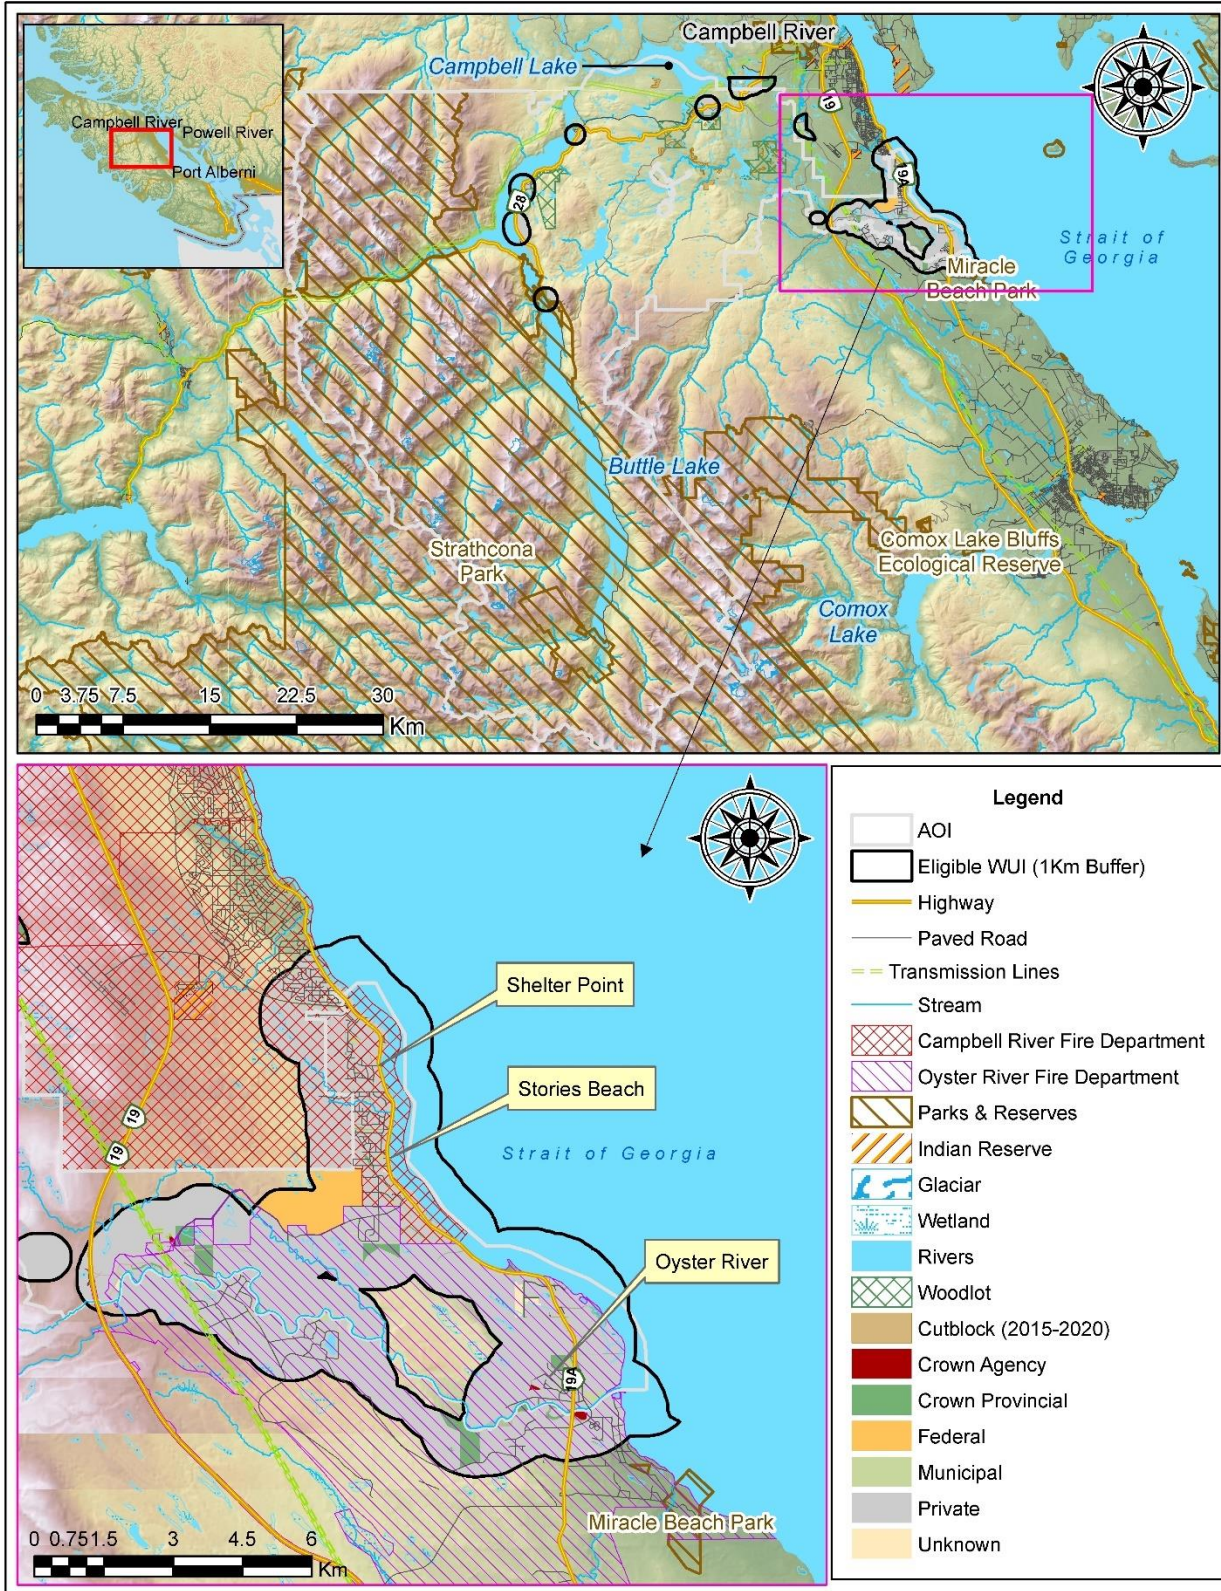 Campbell River
Powell River
Port Alberni
Campbell River
Campbell Lake
19
19A
28
Strait of
Georgia
Miracle
Beach Park
Buttle Lake
Strathcona
Park
Comox Lake Bluffs
Ecological Reserve
Comox
Lake
0 3.75 7.5 15 22.5 30
Km
Shelter Point
Stories Beach
Strait of Georgia
19
19
Oyster River
19A
Miracle Beach Park
0 0.75 1.5 3 4.5 6
Km
Legend
AOI
Eligible WUI (1Km Buffer)
Highway
Paved Road
Transmission Lines
Stream
Campbell River Fire Department
Oyster River Fire Department
Parks & Reserves
Indian Reserve
Glaciar
Wetland
Rivers
Woodlot
Cutblock (2015-2020)
Crown Agency
Crown Provincial
Federal
Municipal
Private
Unknown